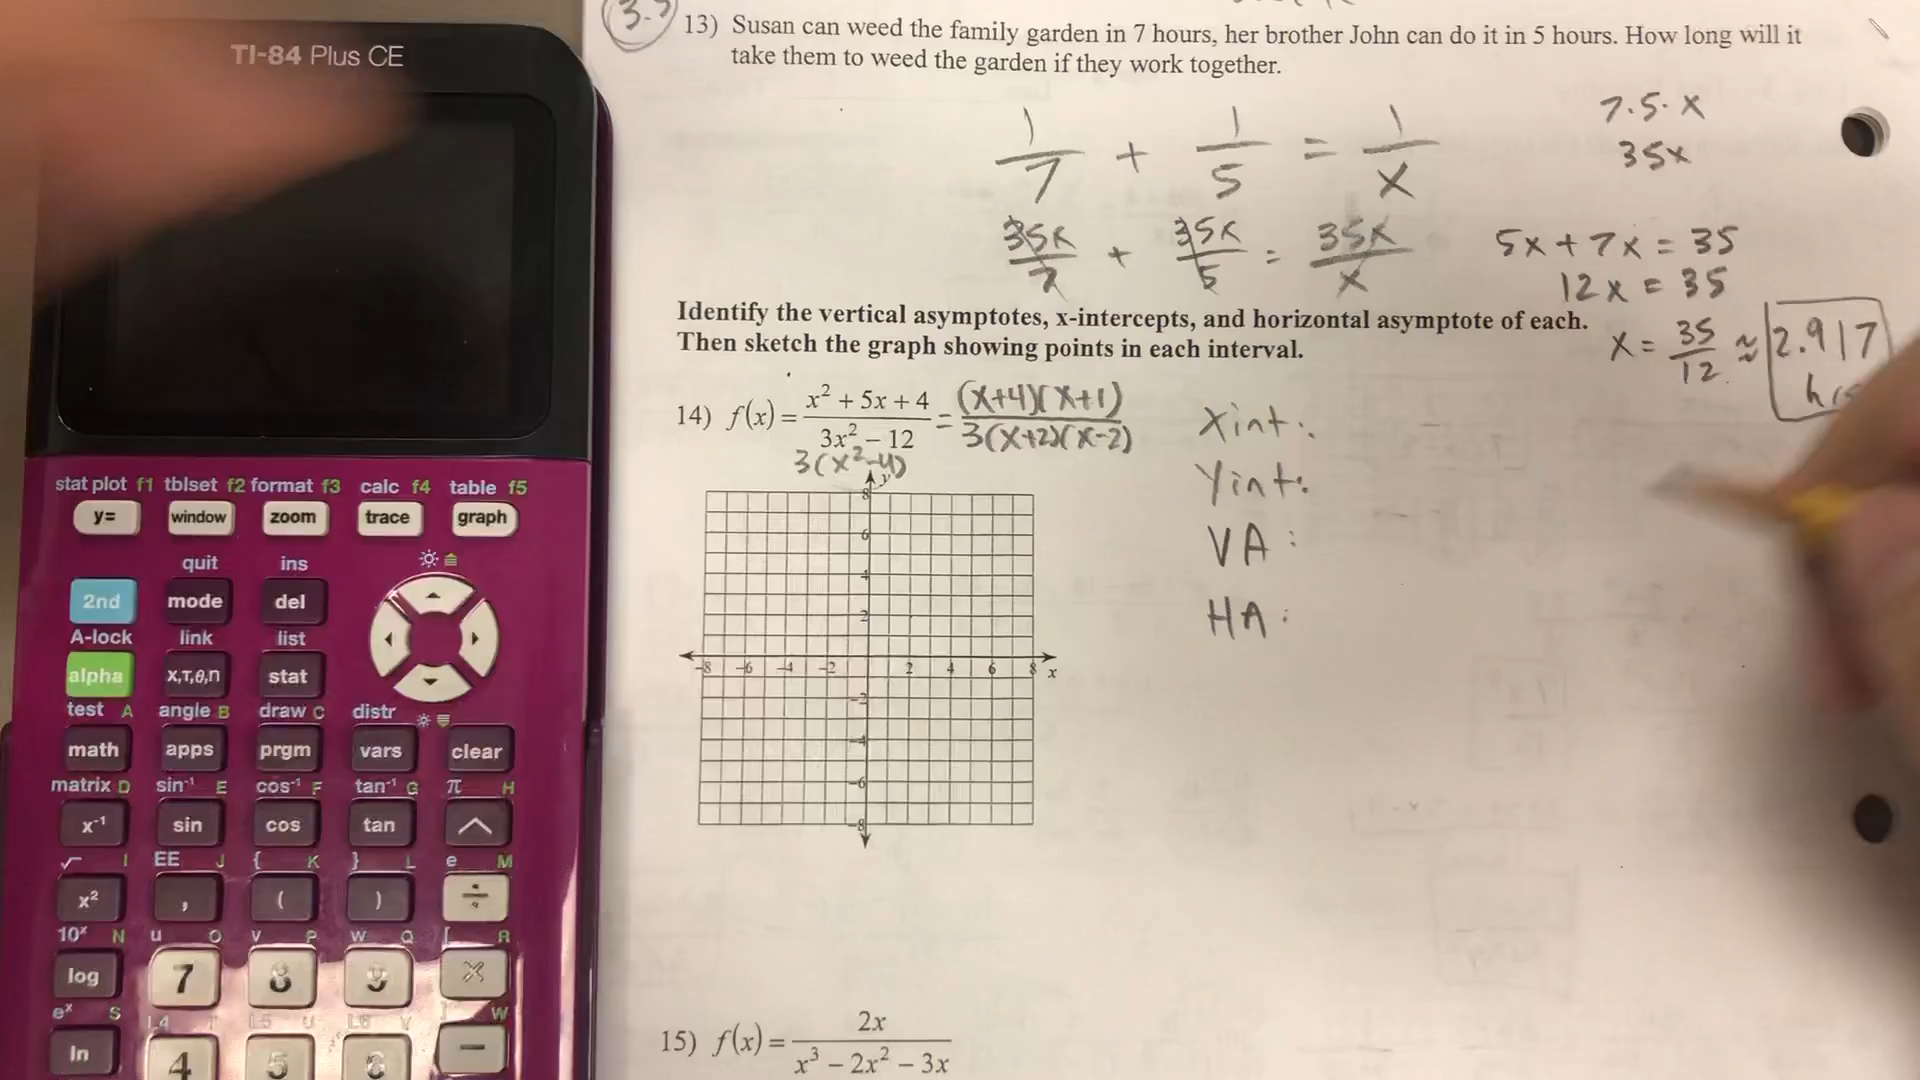 TI-84 Plus CE
stat plot f1 tblset f2 format f3 calc f4 table f5
y= window zoom trace graph
quit ins
2nd mode del
A-lock link list
alpha X,T,θ,n stat
test A angle B draw C distr
math apps prgm vars clear
matrix D sin-1 E cos-1 F tan-1 G π H
x-1 sin cos tan ^
√ I EE J { K } L e M
x² , ( ) ÷
10ˣ N u O v P w Q [ R
log 7 8 9 ×
eˣ S L4 T L5 U L6 V W
ln 4 5 6 −
3.5
13) Susan can weed the family garden in 7 hours, her brother John can do it in 5 hours. How long will it
take them to weed the garden if they work together.
1/7 + 1/5 = 1/x
7·5·x
35x
35x/7 + 35x/5 = 35x/x
5x + 7x = 35
12x = 35
x = 35/12 ≈ 2.917
Identify the vertical asymptotes, x-intercepts, and horizontal asymptote of each.
Then sketch the graph showing points in each interval.
14) f(x) = x² + 5x + 4 / 3x² − 12 = (x+4)(x+1) / 3(x+2)(x-2)
3(x²-4)
Xint:
Yint:
VA:
HA:
y
8
6
4
2
-8 -6 -4 -2 2 4 6 8 x
-2
-4
-6
-8
15) f(x) = 2x / x³ − 2x² − 3x